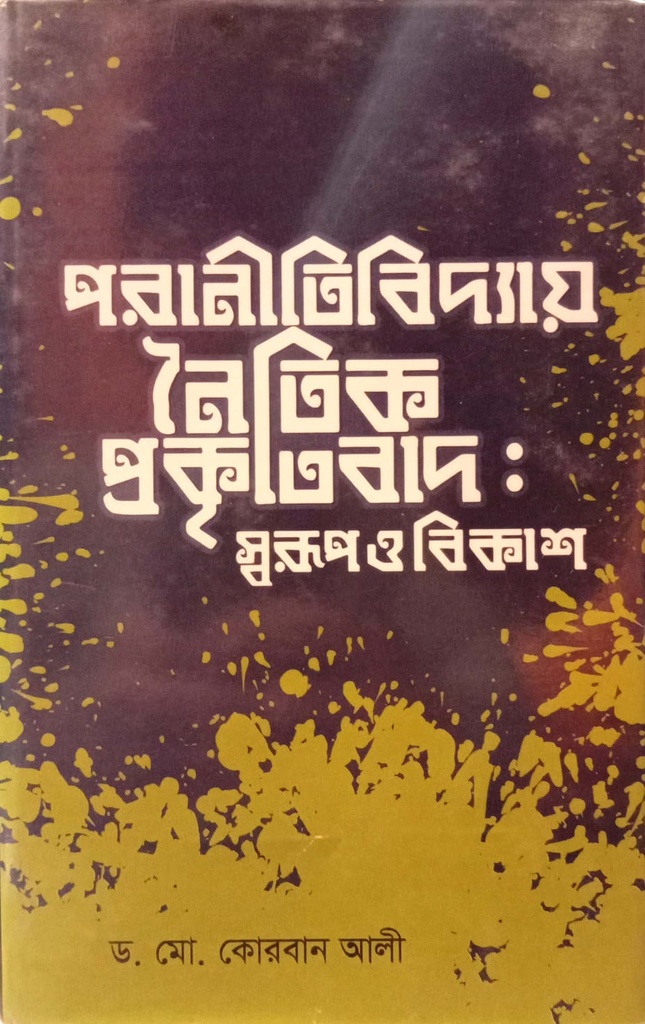 পরানীতিবিদ্যায়
নৈতিক
প্রকৃতিবাদ :
স্বরূপ ও বিকাশ
ড. মো. কোরবান আলী